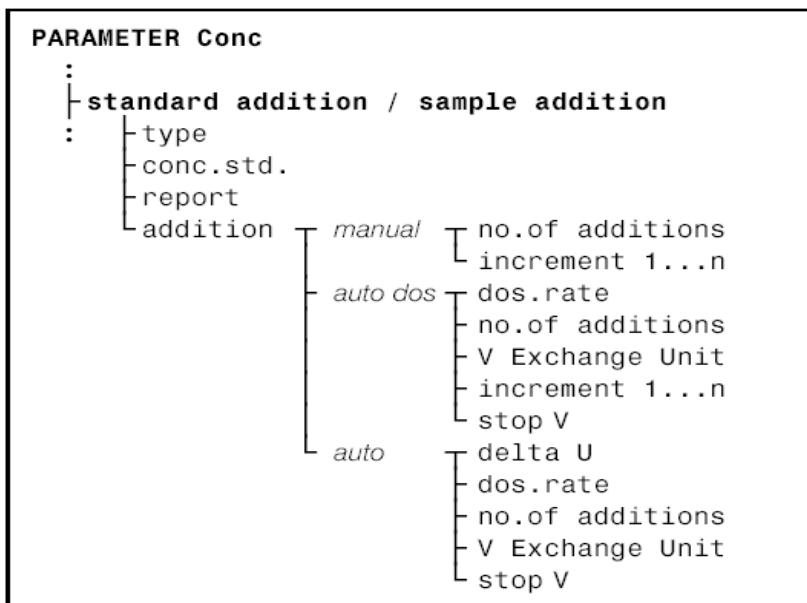 PARAMETER Conc
:
standard addition / sample addition
: type
conc.std.
report
addition manual no.of additions
increment 1...n
auto dos dos.rate
no.of additions
V Exchange Unit
increment 1...n
stop V
auto delta U
dos.rate
no.of additions
V Exchange Unit
stop V